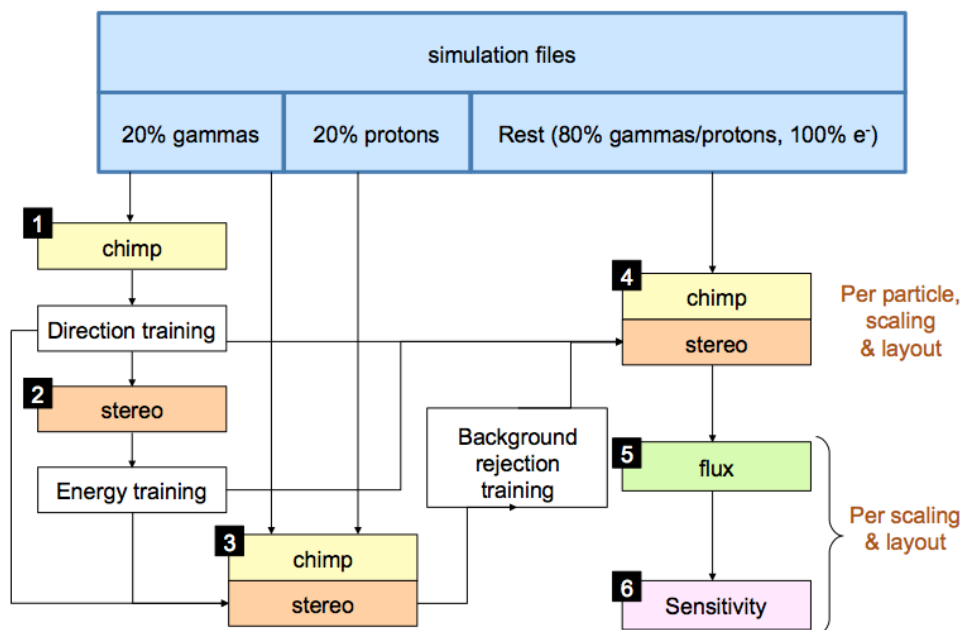 simulation files
20% gammas
20% protons
Rest (80% gammas/protons, 100% e⁻)
1
chimp
Direction training
2
stereo
Energy training
3
chimp
stereo
Background
rejection
training
4
chimp
stereo
Per particle,
scaling
& layout
5
flux
6
Sensitivity
Per scaling
& layout